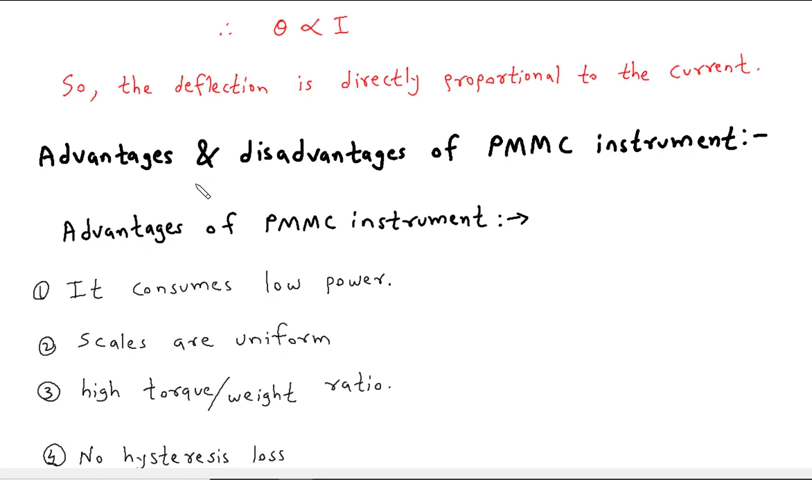 ∴ θ ∝ I
So, the deflection is directly proportional to the current.
Advantages & disadvantages of PMMC instrument:-
Advantages of PMMC instrument :→
① It consumes low power.
② Scales are uniform
③ high torque/weight ratio.
④ No hysteresis loss